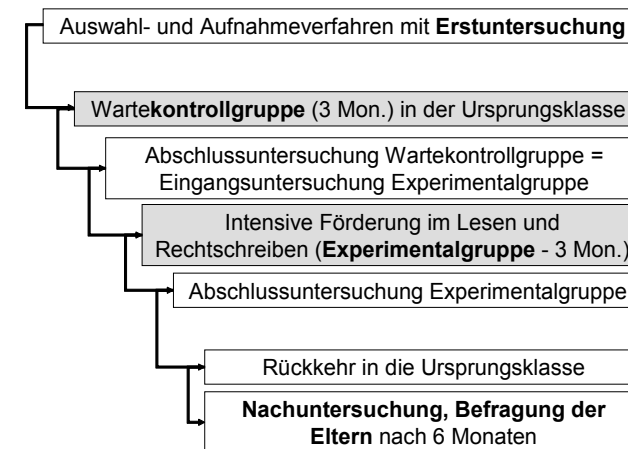 Auswahl- und Aufnahmeverfahren mit Erstuntersuchung
Wartekontrollgruppe (3 Mon.) in der Ursprungsklasse
Abschlussuntersuchung Wartekontrollgruppe =
Eingangsuntersuchung Experimentalgruppe
Intensive Förderung im Lesen und
Rechtschreiben (Experimentalgruppe - 3 Mon.)
Abschlussuntersuchung Experimentalgruppe
Rückkehr in die Ursprungsklasse
Nachuntersuchung, Befragung der
Eltern nach 6 Monaten